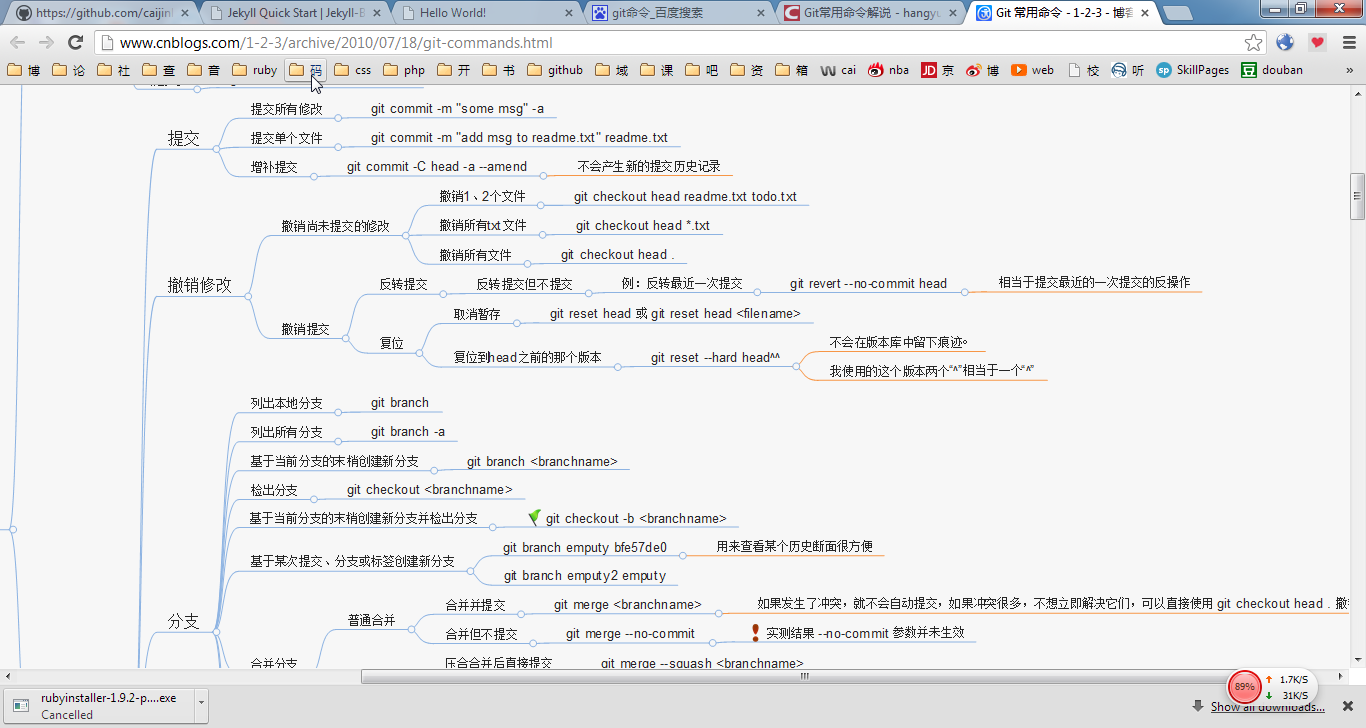 https://github.com/caijinl
Jekyll Quick Start | Jekyll-B
Hello World!
git命令_百度搜索
Git常用命令解说 - hangyu
Git 常用命令 - 1-2-3 - 博客
www.cnblogs.com/1-2-3/archive/2010/07/18/git-commands.html
博 论 社 查 音 ruby 码 css php 开 书 github 域 课 吧 资 箱 cai nba JD 京 博 web 校 听 sp SkillPages 豆 douban »
提交
提交所有修改 git commit -m "some msg" -a
提交单个文件 git commit -m "add msg to readme.txt" readme.txt
增补提交 git commit -C head -a --amend 不会产生新的提交历史记录
撤销修改
撤销尚未提交的修改
撤销1、2个文件 git checkout head readme.txt todo.txt
撤销所有txt文件 git checkout head *.txt
撤销所有文件 git checkout head .
撤销提交
反转提交 反转提交但不提交 例：反转最近一次提交 git revert --no-commit head 相当于提交最近的一次提交的反操作
复位
取消暂存 git reset head 或 git reset head <filename>
复位到head之前的那个版本 git reset --hard head^^
不会在版本库中留下痕迹。
我使用的这个版本两个“^”相当于一个“^”
分支
列出本地分支 git branch
列出所有分支 git branch -a
基于当前分支的末梢创建新分支 git branch <branchname>
检出分支 git checkout <branchname>
基于当前分支的末梢创建新分支并检出分支 git checkout -b <branchname>
基于某次提交、分支或标签创建新分支
git branch emputy bfe57de0 用来查看某个历史断面很方便
git branch emputy2 emputy
合并分支
普通合并
合并并提交 git merge <branchname> 如果发生了冲突，就不会自动提交，如果冲突很多，不想立即解决它们，可以直接使用 git checkout head . 撤
合并但不提交 git merge --no-commit 实测结果 --no-commit 参数并未生效
压合合并后直接提交 git merge --squash <branchname>
rubyinstaller-1.9.2-p....exe
Cancelled
89%
1.7K/S
31K/S
Show all downloads...